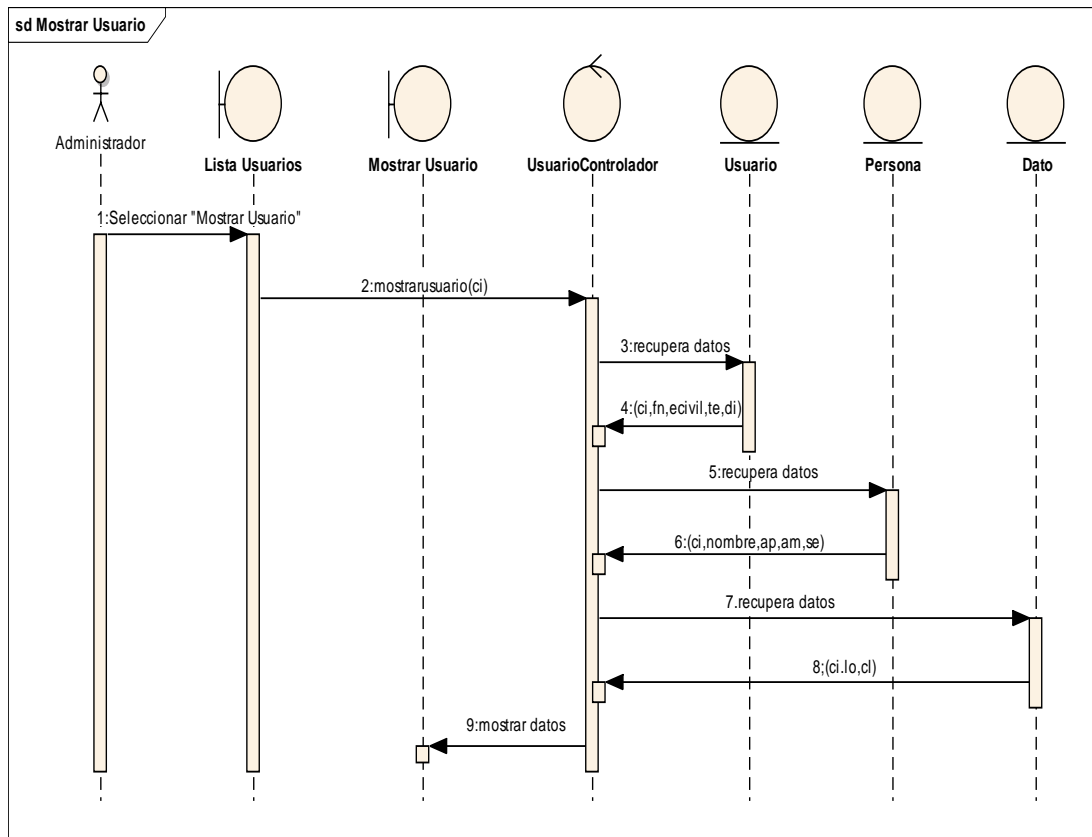 sd Mostrar Usuario
Administrador
Lista Usuarios
Mostrar Usuario
UsuarioControlador
Usuario
Persona
Dato
1:Seleccionar "Mostrar Usuario"
2:mostrarusuario(ci)
3:recupera datos
4:(ci,fn,ecivil,te,di)
5:recupera datos
6:(ci,nombre,ap,am,se)
7.recupera datos
8;(ci.lo,cl)
9:mostrar datos